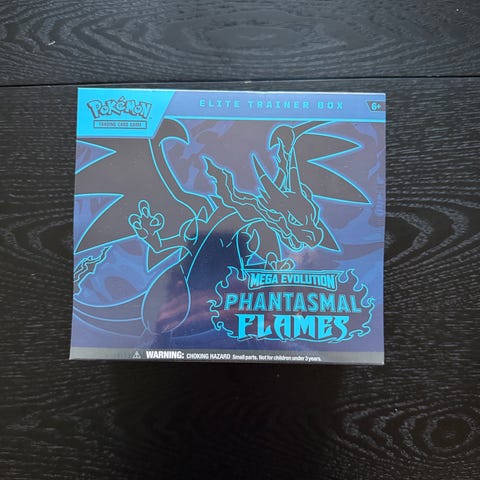 POKÉMON
TRADING CARD GAME
ELITE TRAINER BOX
6+
MEGA EVOLUTION
PHANTASMAL
FLAMES
WARNING: CHOKING HAZARD Small parts. Not for children under 3 years.